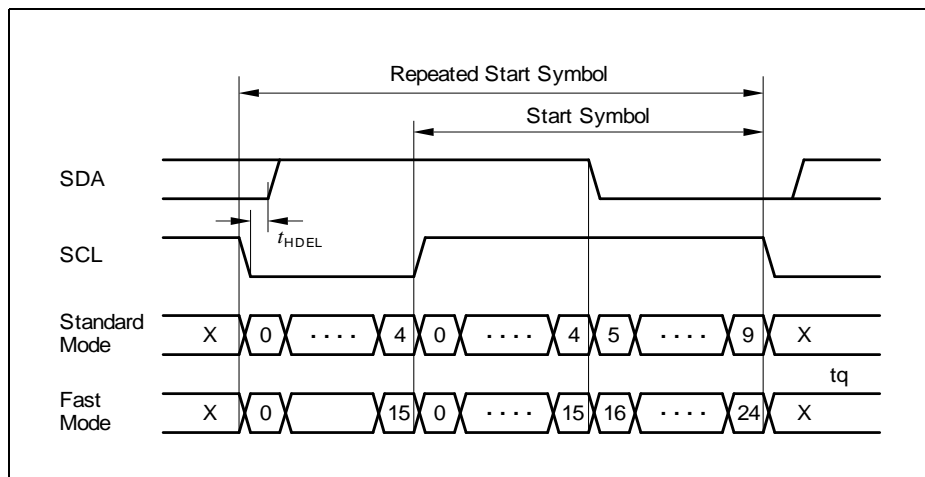 Repeated Start Symbol
Start Symbol
SDA
tHDEL
SCL
Standard
Mode
X 0 .... 4 0 .... 4 5 .... 9 X
tq
Fast
Mode
X 0 15 0 .... 15 16 .... 24 X